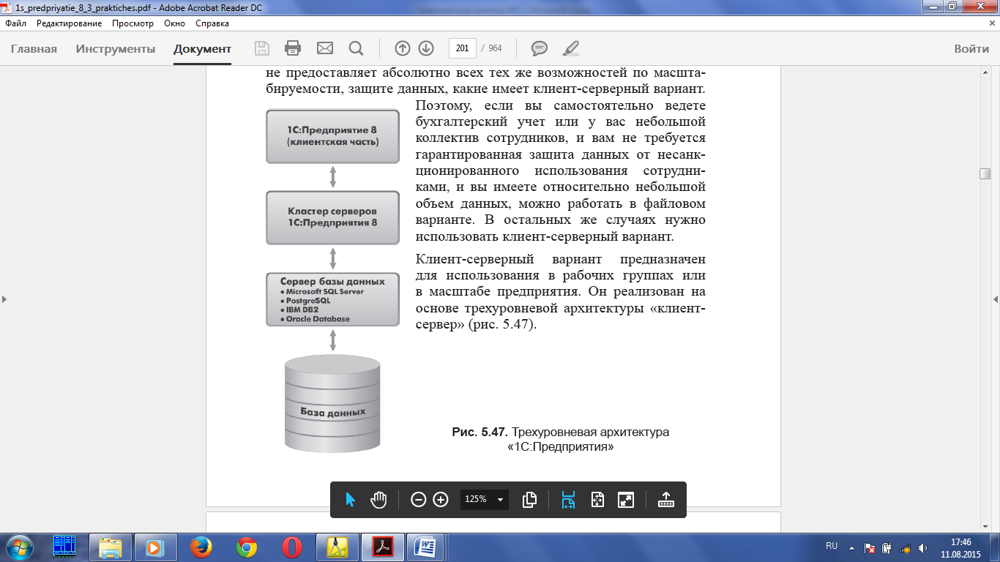 1s_predpriyatie_8_3_praktiches.pdf - Adobe Acrobat Reader DC
Файл Редактирование Просмотр Окно Справка
Главная Инструменты Документ 201 / 964 Войти
не предоставляет абсолютно всех тех же возможностей по масшта-
бируемости, защите данных, какие имеет клиент-серверный вариант.
Поэтому, если вы самостоятельно ведете
бухгалтерский учет или у вас небольшой
коллектив сотрудников, и вам не требуется
гарантированная защита данных от несанк-
ционированного использования сотрудни-
ками, и вы имеете относительно небольшой
объем данных, можно работать в файловом
варианте. В остальных же случаях нужно
использовать клиент-серверный вариант.
Клиент-серверный вариант предназначен
для использования в рабочих группах или
в масштабе предприятия. Он реализован на
основе трехуровневой архитектуры «клиент-
сервер» (рис. 5.47).
1С:Предприятие 8
(клиентская часть)
Кластер серверов
1С:Предприятия 8
Сервер базы данных
● Microsoft SQL Server
● PostgreSQL
● IBM DB2
● Oracle Database
База данных
Рис. 5.47. Трехуровневая архитектура
«1С:Предприятия»
125%
RU
17:46
11.08.2015